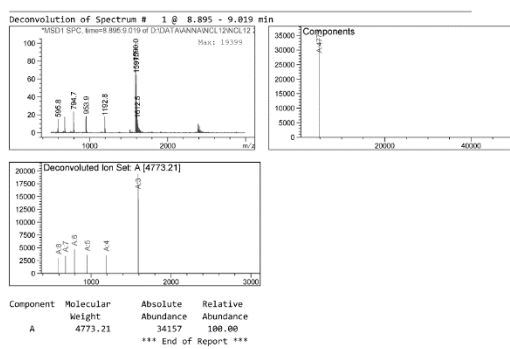 Deconvolution of Spectrum # 1 @ 8.895 - 9.019 min
*MSD1 SPC, time=8.895:9.019 of D:\DATA\ANNA\NCL12\NCL12
Max: 19399
100
80
60
40
20
0
595.8
794.7
953.9
1192.8
1612.5
1000
2000
m/z
Components
35000
30000
25000
20000
15000
10000
5000
0
20000
40000
Deconvoluted Ion Set: A [4773.21]
20000
17500
15000
12500
10000
7500
5000
2500
0
A:8
A:7
A:6
A:5
A:4
A:3
1000
2000
3000
Component Molecular Absolute Relative
Weight Abundance Abundance
A 4773.21 34157 100.00
*** End of Report ***